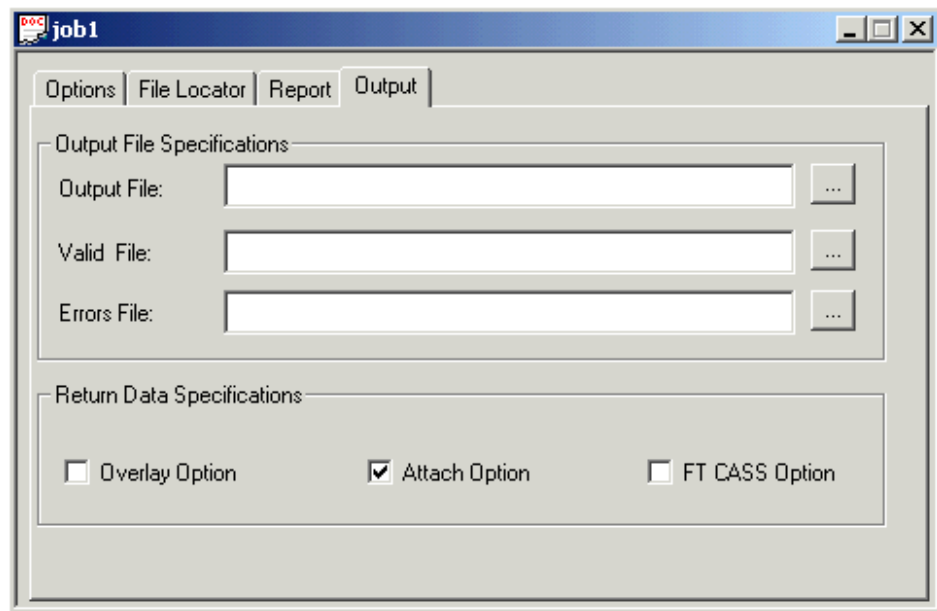 DOC job1
Options File Locator Report Output
Output File Specifications
Output File: ...
Valid File: ...
Errors File: ...
Return Data Specifications
Overlay Option Attach Option FT CASS Option